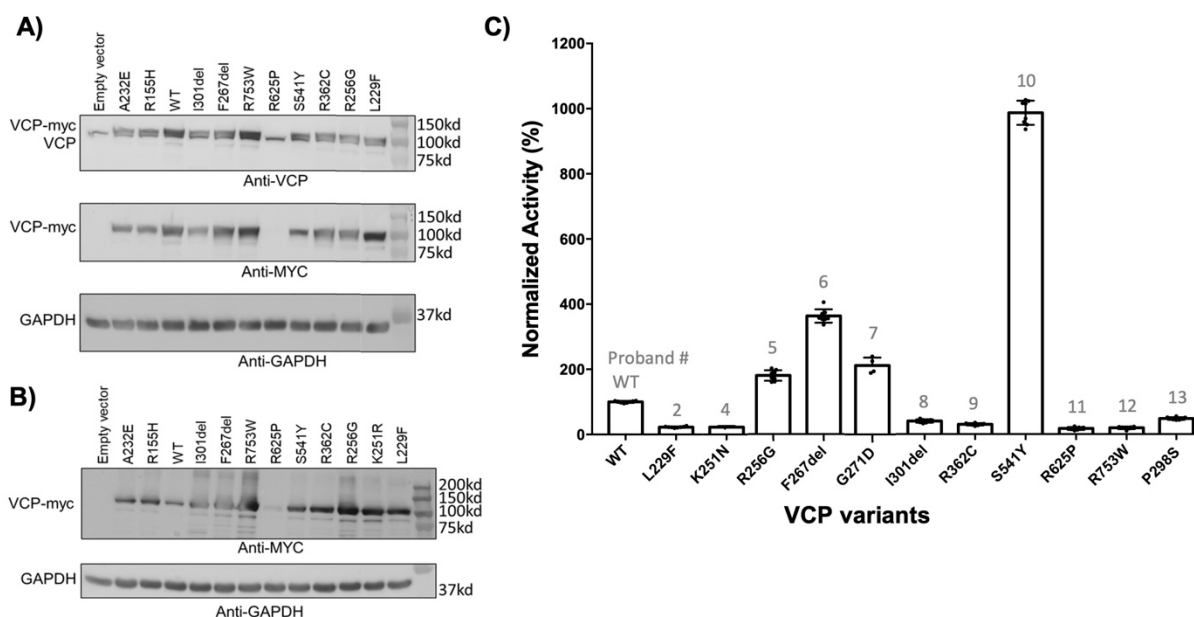 A)
Empty vector
A232E
R155H
WT
I301del
F267del
R753W
R625P
S541Y
R362C
R256G
L229F
VCP-myc
VCP
150kd
100kd
75kd
Anti-VCP
VCP-myc
150kd
100kd
75kd
Anti-MYC
GAPDH
37kd
Anti-GAPDH
B)
Empty vector
A232E
R155H
WT
I301del
F267del
R753W
R625P
S541Y
R362C
R256G
K251R
L229F
VCP-myc
200kd
150kd
100kd
75kd
Anti-MYC
GAPDH
37kd
Anti-GAPDH
C)
Normalized Activity (%)
1200
1000
800
600
400
200
0
Proband #
WT
2
4
5
6
7
8
9
10
11
12
13
WT
L229F
K251N
R256G
F267del
G271D
I301del
R362C
S541Y
R625P
R753W
P298S
VCP variants